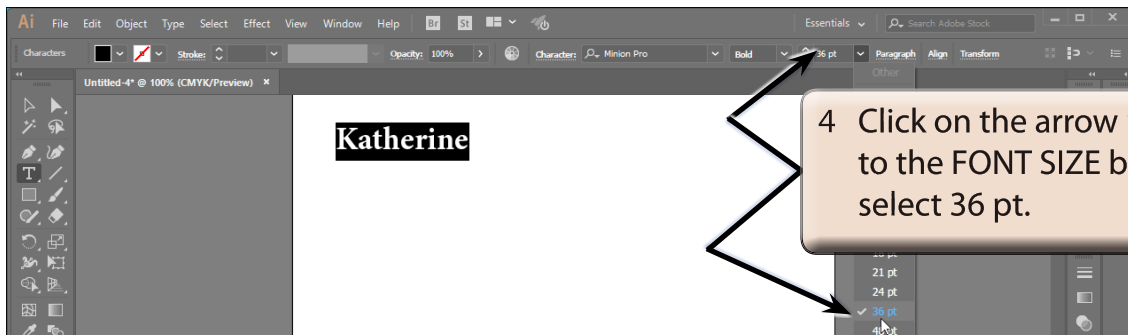 Ai File Edit Object Type Select Effect View Window Help Br St Essentials Search Adobe Stock
Characters Stroke: Opacity: 100% Character: Minion Pro Bold 36 pt Paragraph Align Transform
Other
Untitled-4* @ 100% (CMYK/Preview) ×
Katherine
4 Click on the arrow
to the FONT SIZE
select 36 pt.
21 pt
24 pt
36 pt
48 pt